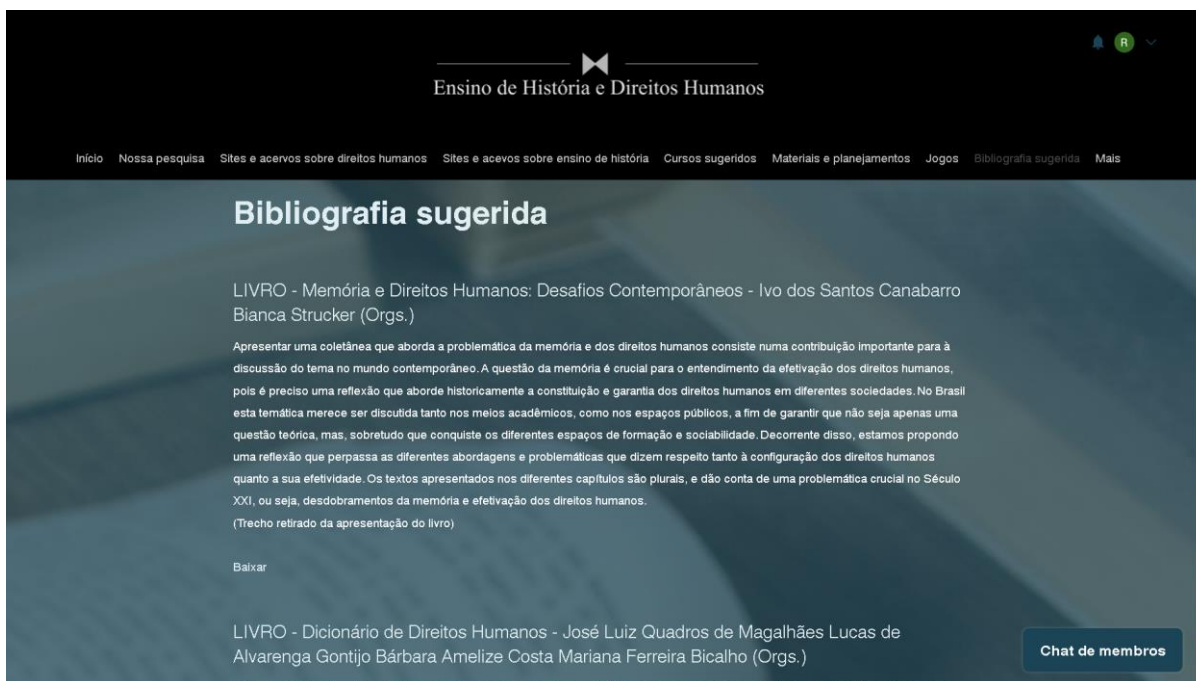 R
Ensino de História e Direitos Humanos
Início Nossa pesquisa Sites e acervos sobre direitos humanos Sites e acevos sobre ensino de história Cursos sugeridos Materiais e planejamentos Jogos Bibliografia sugerida Mais
Bibliografia sugerida
LIVRO - Memória e Direitos Humanos: Desafios Contemporâneos - Ivo dos Santos Canabarro
Bianca Strucker (Orgs.)
Apresentar uma coletânea que aborda a problemática da memória e dos direitos humanos consiste numa contribuição importante para à
discussão do tema no mundo contemporâneo. A questão da memória é crucial para o entendimento da efetivação dos direitos humanos,
pois é preciso uma reflexão que aborde historicamente a constituição e garantia dos direitos humanos em diferentes sociedades. No Brasil
esta temática merece ser discutida tanto nos meios acadêmicos, como nos espaços públicos, a fim de garantir que não seja apenas uma
questão teórica, mas, sobretudo que conquiste os diferentes espaços de formação e sociabilidade. Decorrente disso, estamos propondo
uma reflexão que perpassa as diferentes abordagens e problemáticas que dizem respeito tanto à configuração dos direitos humanos
quanto a sua efetividade. Os textos apresentados nos diferentes capítulos são plurais, e dão conta de uma problemática crucial no Século
XXI, ou seja, desdobramentos da memória e efetivação dos direitos humanos.
(Trecho retirado da apresentação do livro)
Baixar
LIVRO - Dicionário de Direitos Humanos - José Luiz Quadros de Magalhães Lucas de
Alvarenga Gontijo Bárbara Amelize Costa Mariana Ferreira Bicalho (Orgs.)
Chat de membros